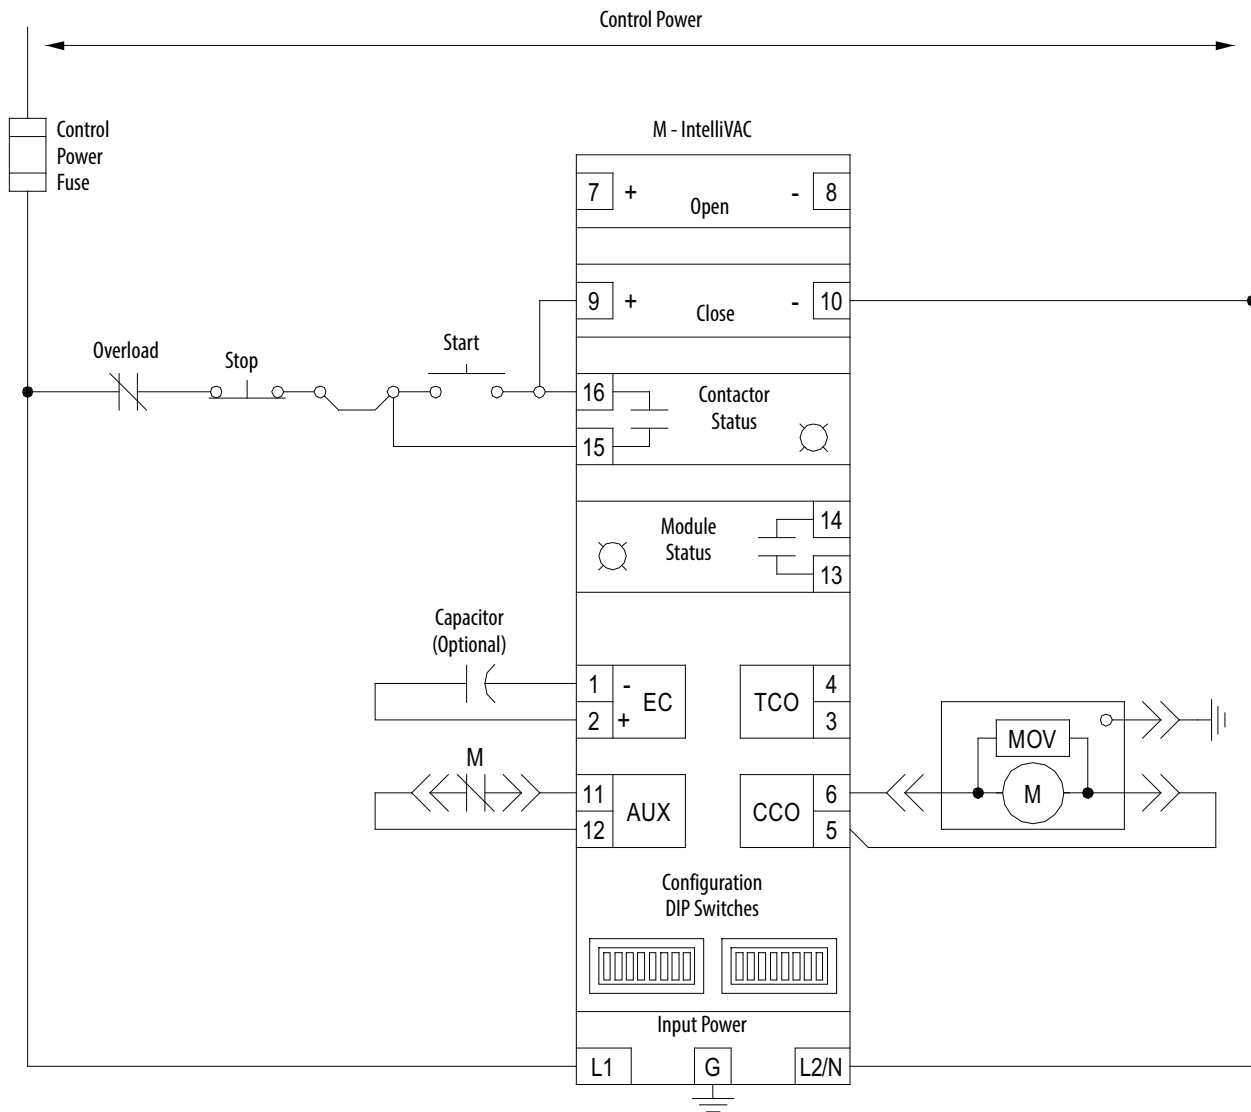 Control Power
Control
Power
Fuse
M - IntelliVAC
7 + Open - 8
9 + Close - 10
Overload
Stop
Start
16
15
Contactor
Status
Module
Status
14
13
Capacitor
(Optional)
1 -
2 +
EC
TCO
4
3
MOV
M
M
11
12
AUX
CCO
6
5
Configuration
DIP Switches
Input Power
L1
G
L2/N